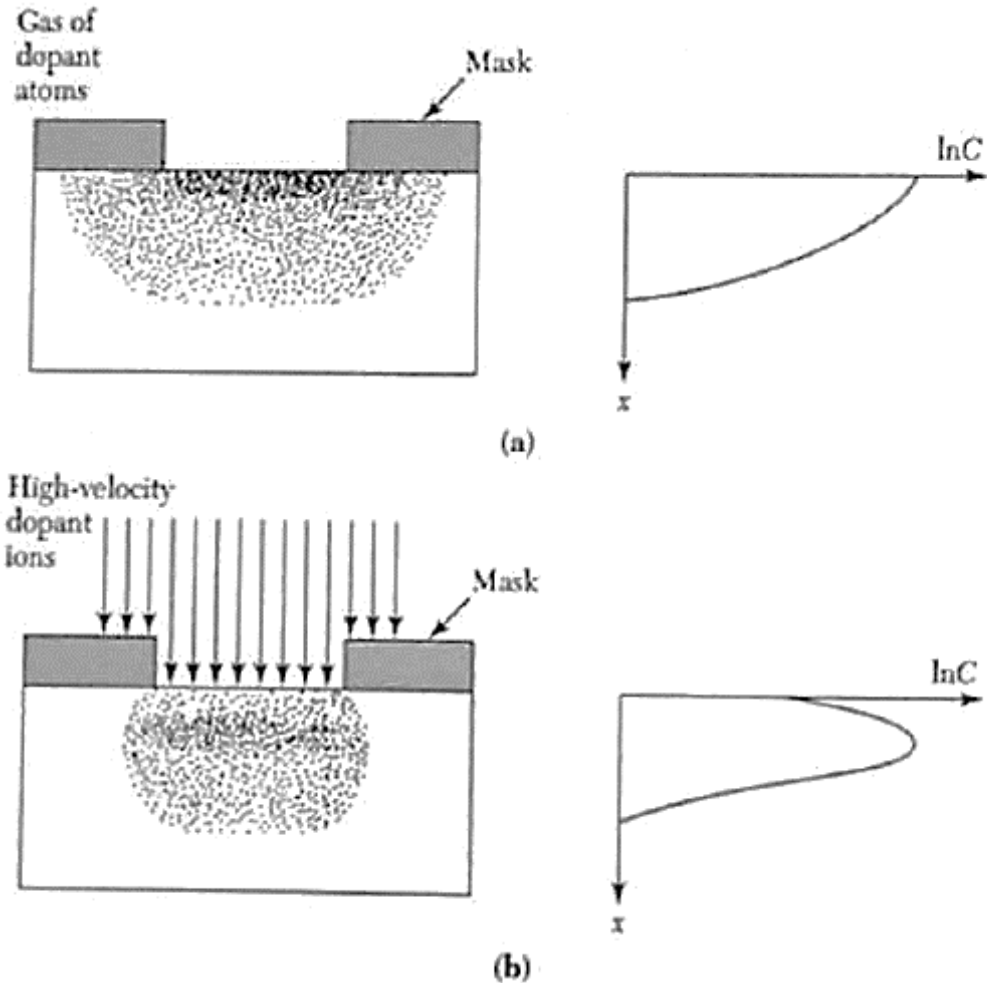 Gas of
dopant
atoms
Mask
lnC
x
(a)
High-velocity
dopant
ions
Mask
lnC
x
(b)